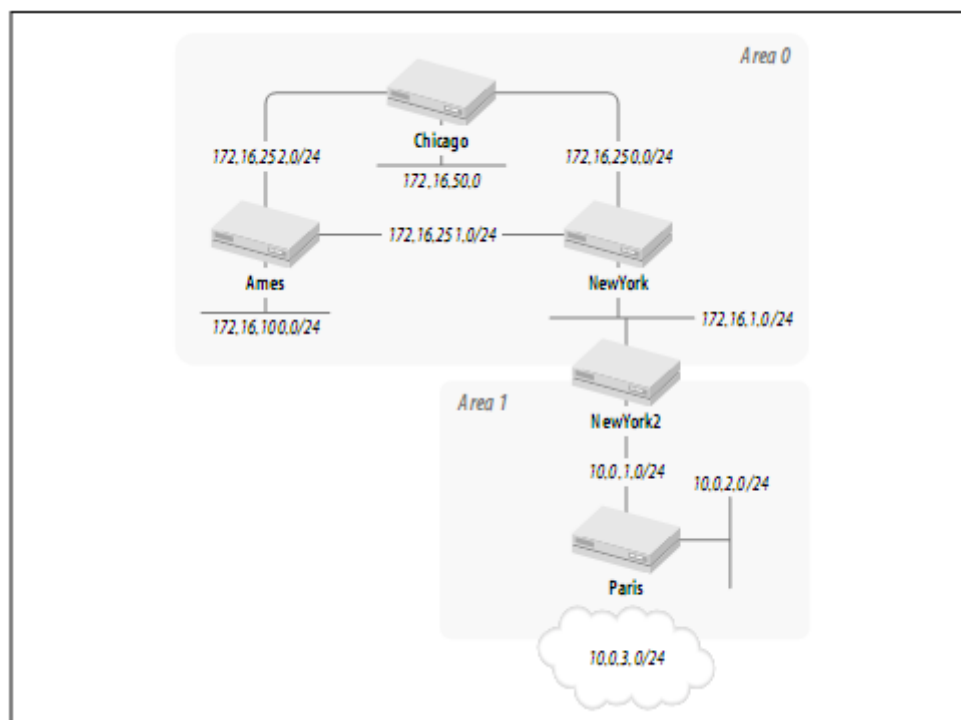 Area 0
Chicago
172.16.252.0/24
172.16.250.0/24
172.16.50.0
172.16.251.0/24
Ames
NewYork
172.16.100.0/24
172.16.1.0/24
Area 1
NewYork2
10.0.1.0/24
10.0.2.0/24
Paris
10.0.3.0/24